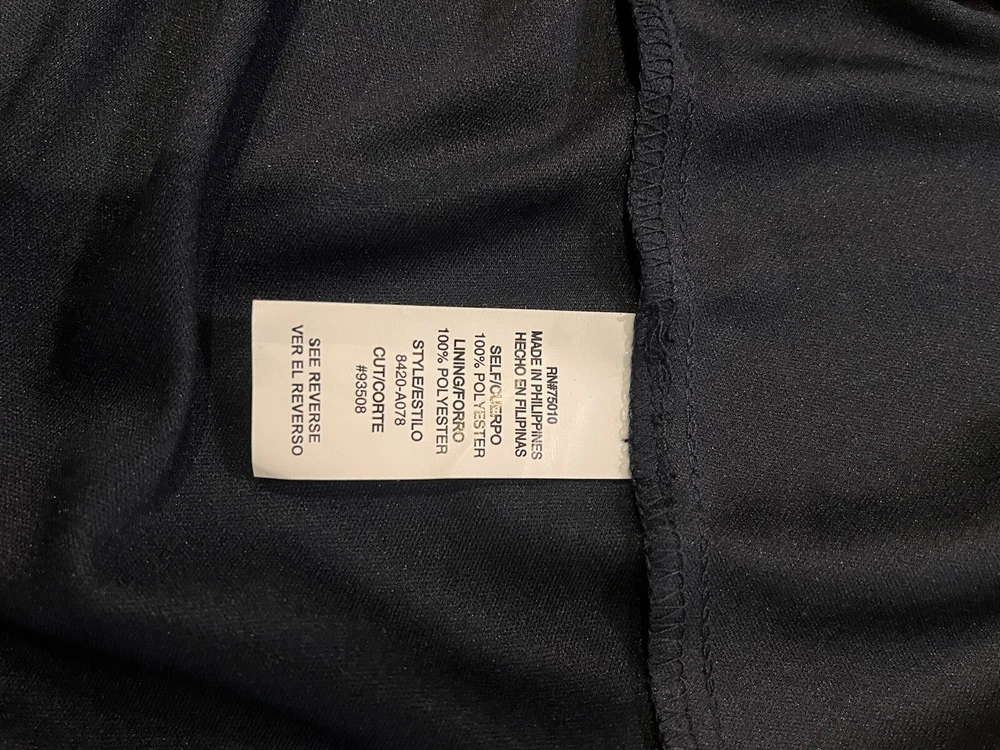 RN#75010
MADE IN PHILIPPINES
HECHO EN FILIPINAS
SELF/CUERPO
100% POLYESTER
LINING/FORRO
100% POLYESTER
STYLE/ESTILO
8420-A078
CUT/CORTE
#93508
SEE REVERSE
VER EL REVERSO